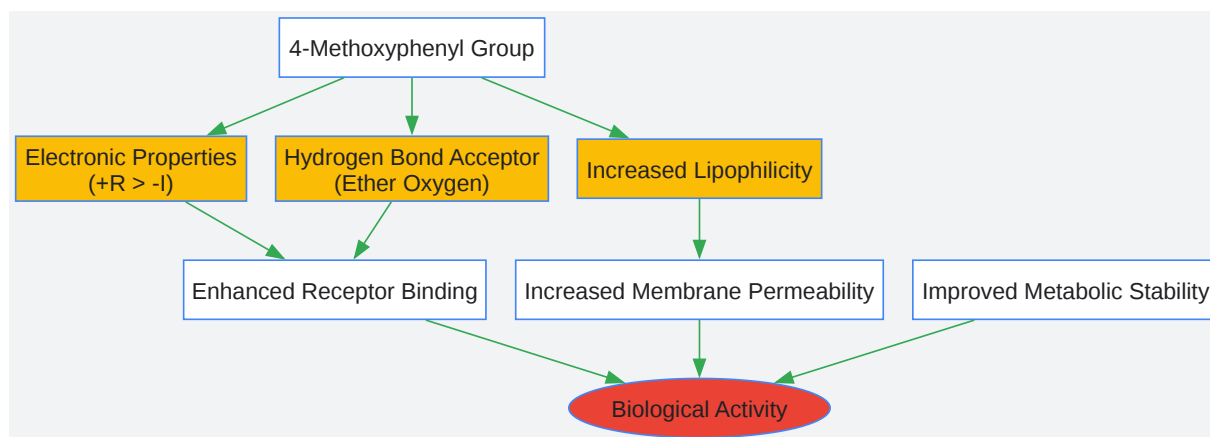 4-Methoxyphenyl Group
Electronic Properties
(+R > -I)
Hydrogen Bond Acceptor
(Ether Oxygen)
Increased Lipophilicity
Enhanced Receptor Binding
Increased Membrane Permeability
Improved Metabolic Stability
Biological Activity